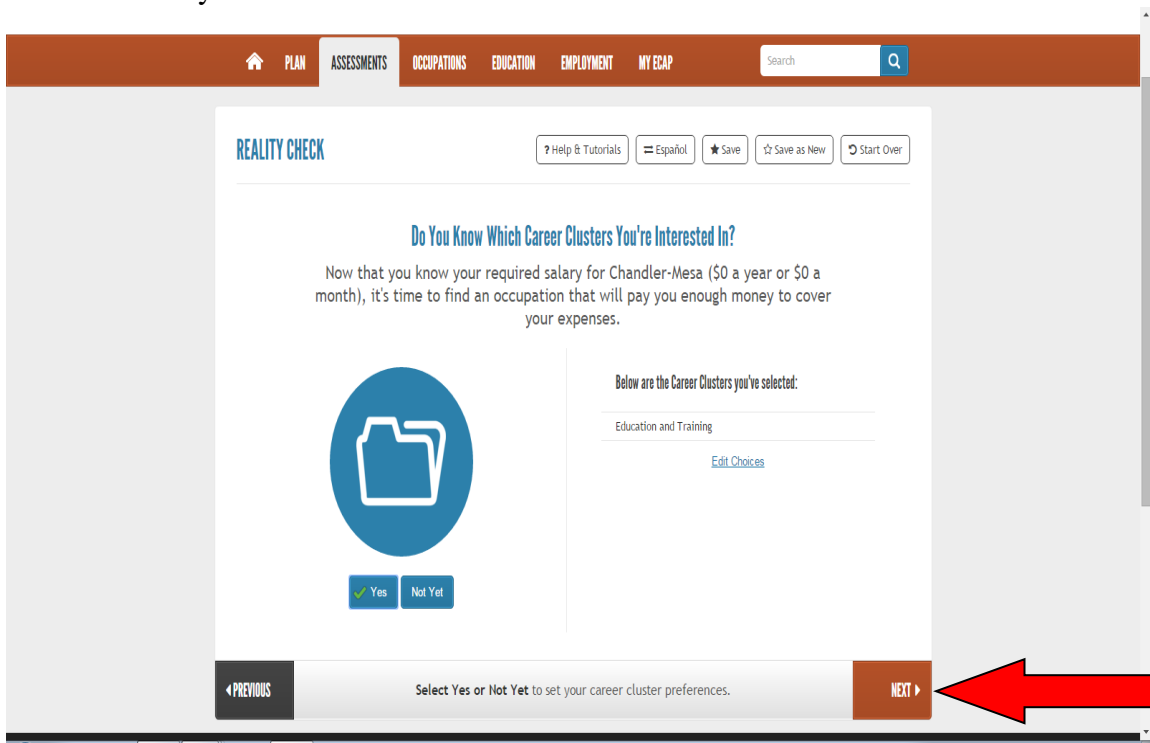 PLAN ASSESSMENTS OCCUPATIONS EDUCATION EMPLOYMENT MY ECAP Search
REALITY CHECK
? Help & Tutorials Español Save Save as New Start Over
Do You Know Which Career Clusters You're Interested In?
Now that you know your required salary for Chandler-Mesa ($0 a year or $0 a
month), it's time to find an occupation that will pay you enough money to cover
your expenses.
Below are the Career Clusters you've selected:
Education and Training
Edit Choices
Yes Not Yet
PREVIOUS Select Yes or Not Yet to set your career cluster preferences. NEXT